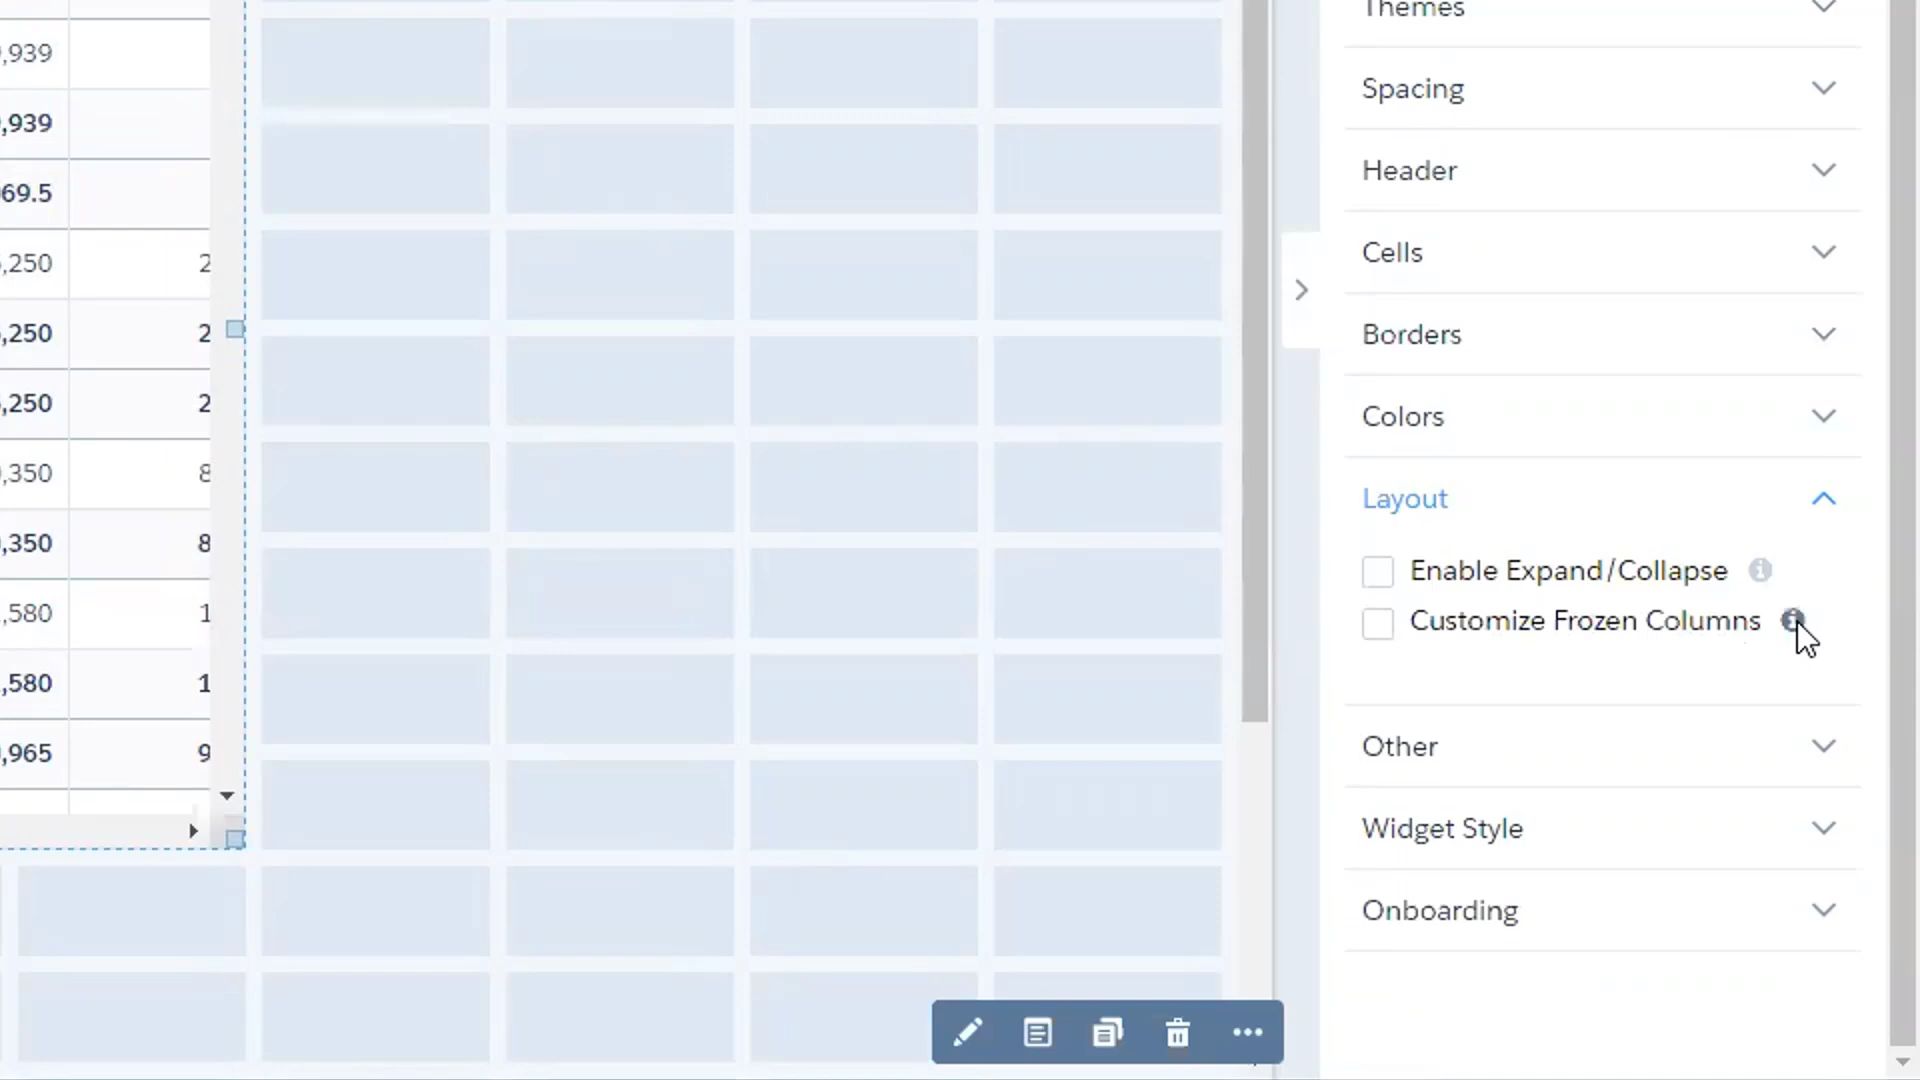 ,939
,939
69.5
,250 2
,250 2
,250 2
,350 8
,350 8
,580 1
,580 1
,965 9
Themes
Spacing
Header
Cells
Borders
Colors
Layout
Enable Expand/Collapse
Customize Frozen Columns
Other
Widget Style
Onboarding